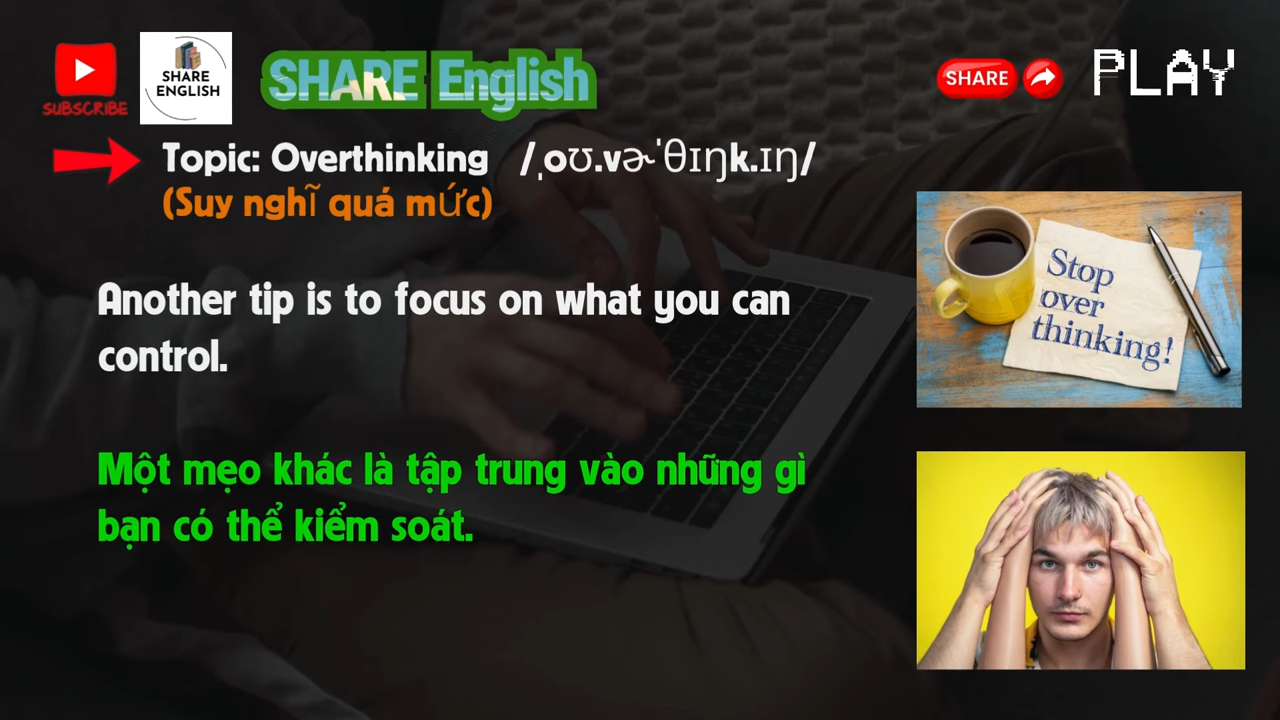 SUBSCRIBE
SHARE
ENGLISH
SHARE English
SHARE
PLAY
Topic: Overthinking /ˌoʊ.vɚˈθɪŋk.ɪŋ/
(Suy nghĩ quá mức)
Another tip is to focus on what you can
control.
Một mẹo khác là tập trung vào những gì
bạn có thể kiểm soát.
Stop
over
thinking!